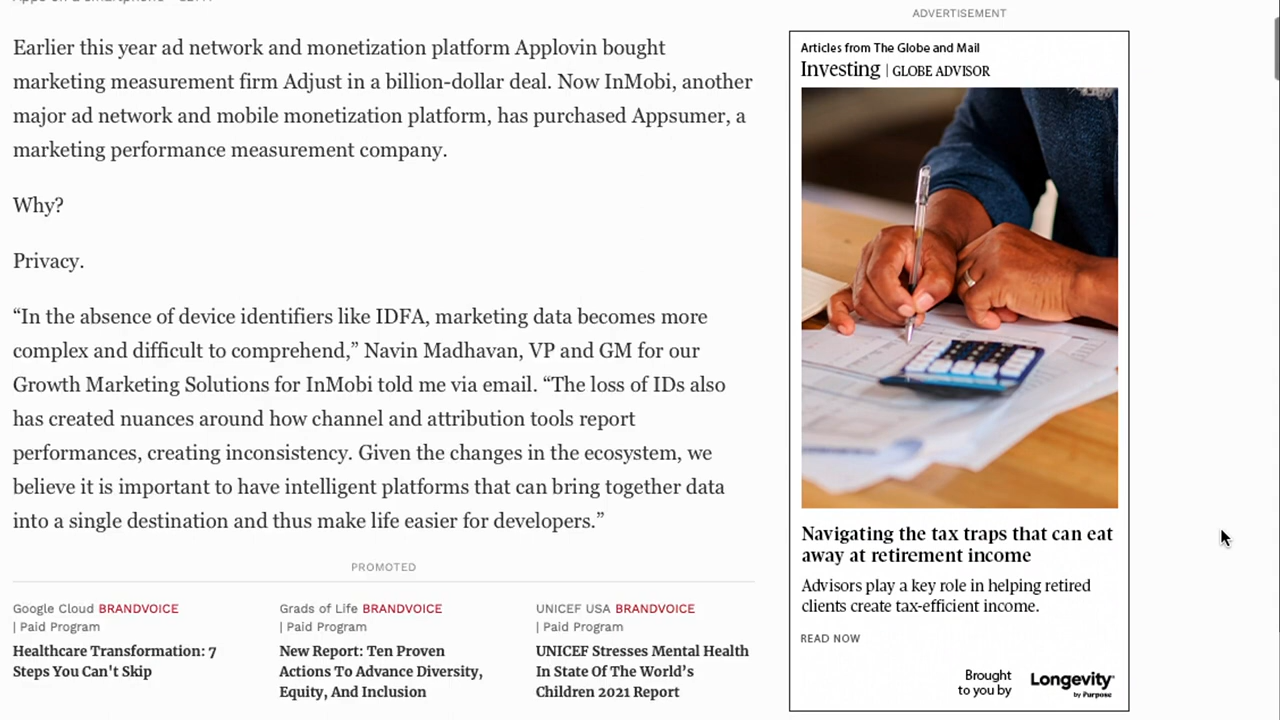 ADVERTISEMENT
Earlier this year ad network and monetization platform Applovin bought
marketing measurement firm Adjust in a billion-dollar deal. Now InMobi, another
major ad network and mobile monetization platform, has purchased Appsumer, a
marketing performance measurement company.
Why?
Privacy.
“In the absence of device identifiers like IDFA, marketing data becomes more
complex and difficult to comprehend,” Navin Madhavan, VP and GM for our
Growth Marketing Solutions for InMobi told me via email. “The loss of IDs also
has created nuances around how channel and attribution tools report
performances, creating inconsistency. Given the changes in the ecosystem, we
believe it is important to have intelligent platforms that can bring together data
into a single destination and thus make life easier for developers.”
PROMOTED
Google Cloud BRANDVOICE
| Paid Program
Healthcare Transformation: 7
Steps You Can't Skip
Grads of Life BRANDVOICE
| Paid Program
New Report: Ten Proven
Actions To Advance Diversity,
Equity, And Inclusion
UNICEF USA BRANDVOICE
| Paid Program
UNICEF Stresses Mental Health
In State Of The World’s
Children 2021 Report
Articles from The Globe and Mail
Investing | GLOBE ADVISOR
Navigating the tax traps that can eat
away at retirement income
Advisors play a key role in helping retired
clients create tax-efficient income.
READ NOW
Brought
to you by
Longevity
by Purpose